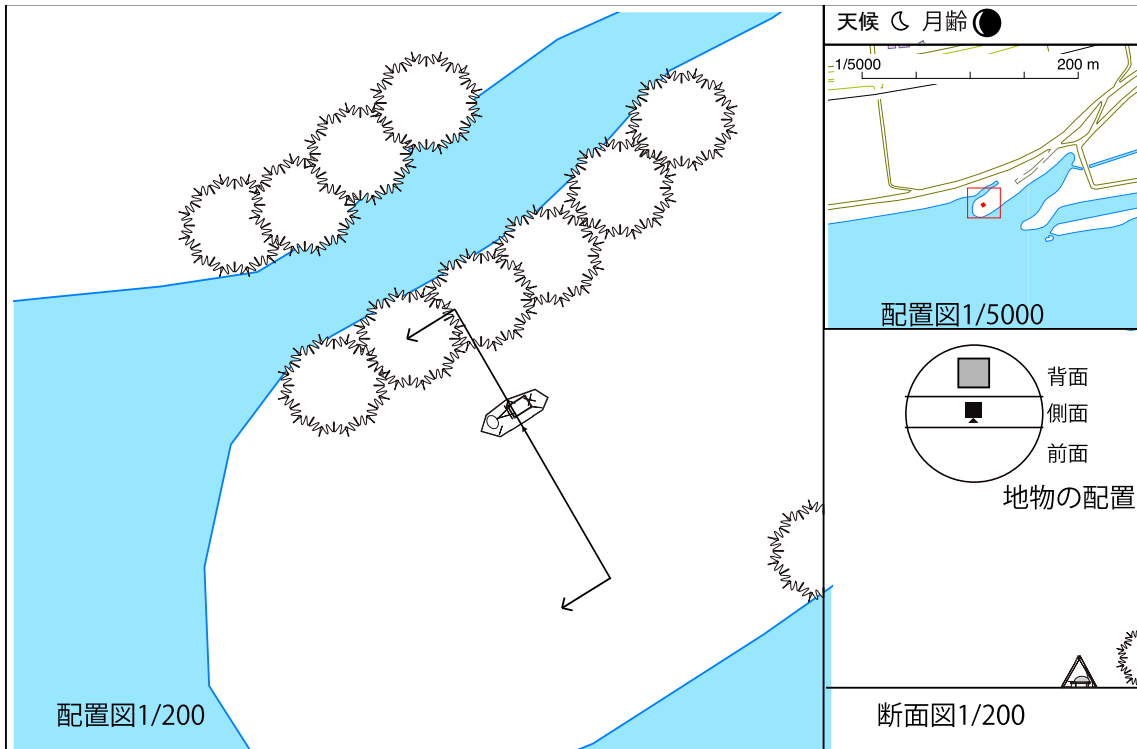 天候 月齢
1/5000 200 m
配置図1/5000
背面
側面
前面
地物の配置
配置図1/200
断面図1/200